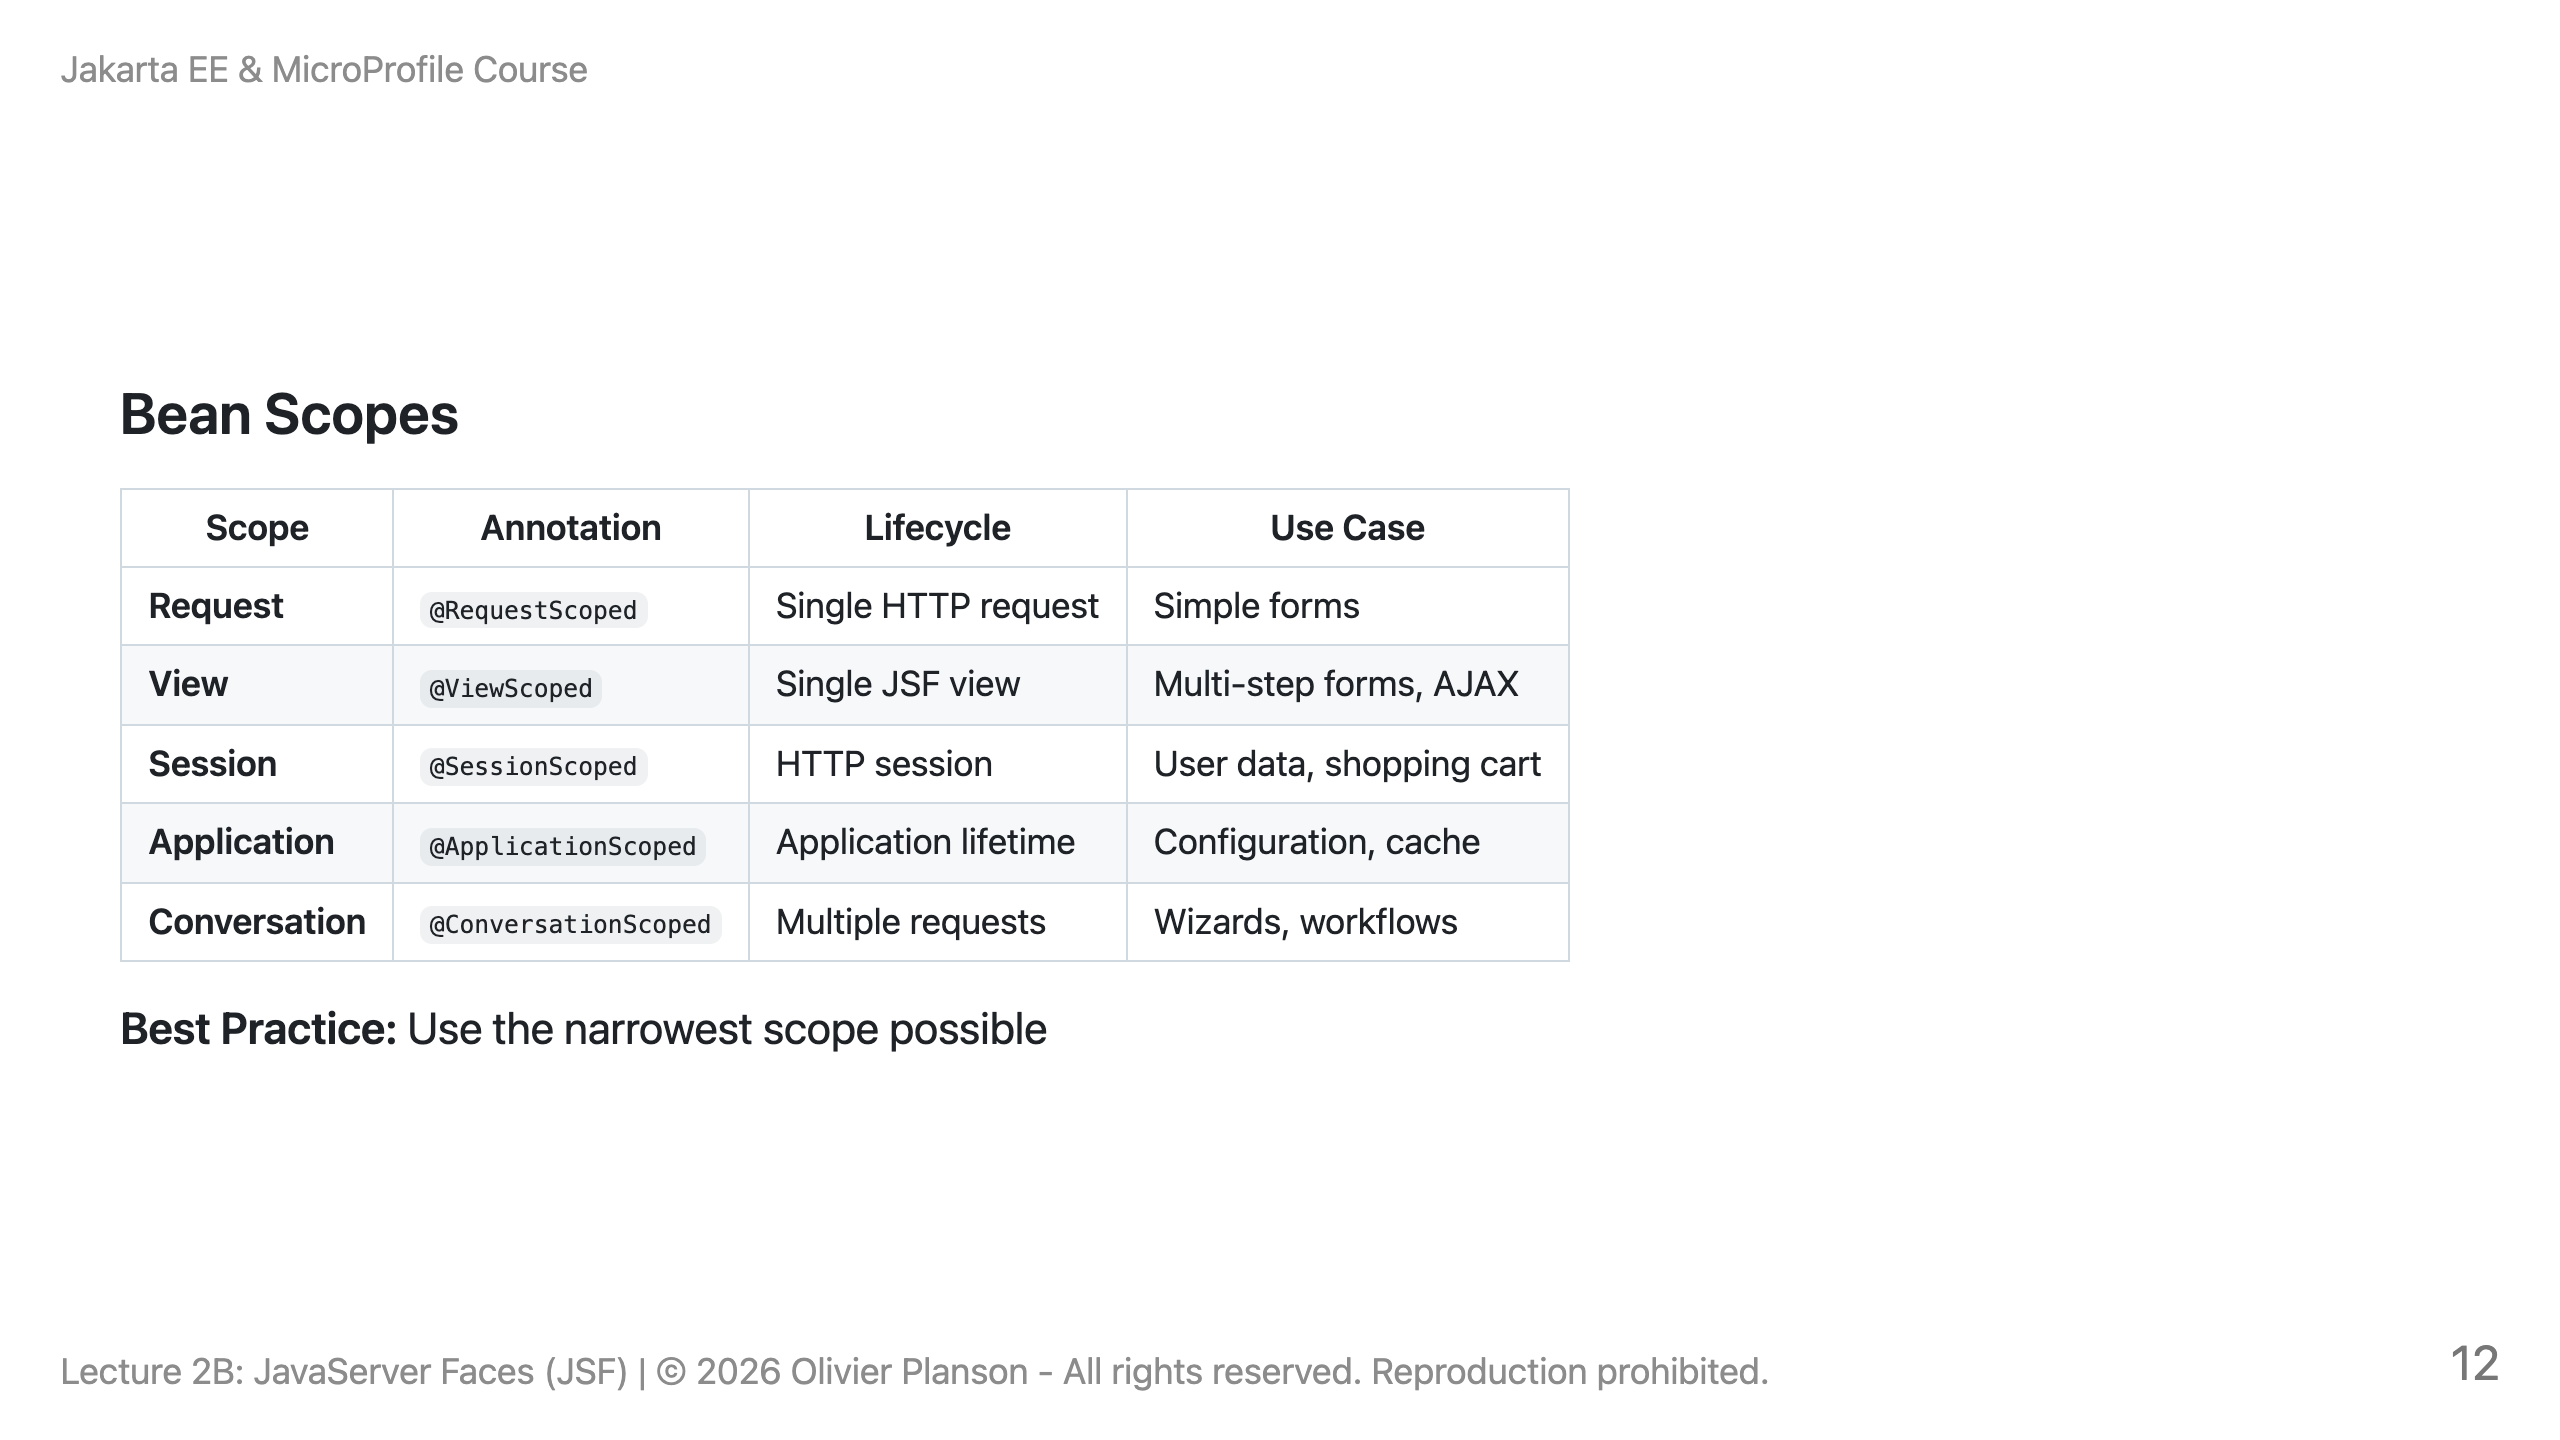 Jakarta EE & MicroProfile Course
Bean Scopes
Scope Annotation Lifecycle Use Case
Request @RequestScoped Single HTTP request Simple forms
View @ViewScoped Single JSF view Multi-step forms, AJAX
Session @SessionScoped HTTP session User data, shopping cart
Application @ApplicationScoped Application lifetime Configuration, cache
Conversation @ConversationScoped Multiple requests Wizards, workflows
Best Practice: Use the narrowest scope possible
Lecture 2B: JavaServer Faces (JSF) | © 2026 Olivier Planson - All rights reserved. Reproduction prohibited.
12